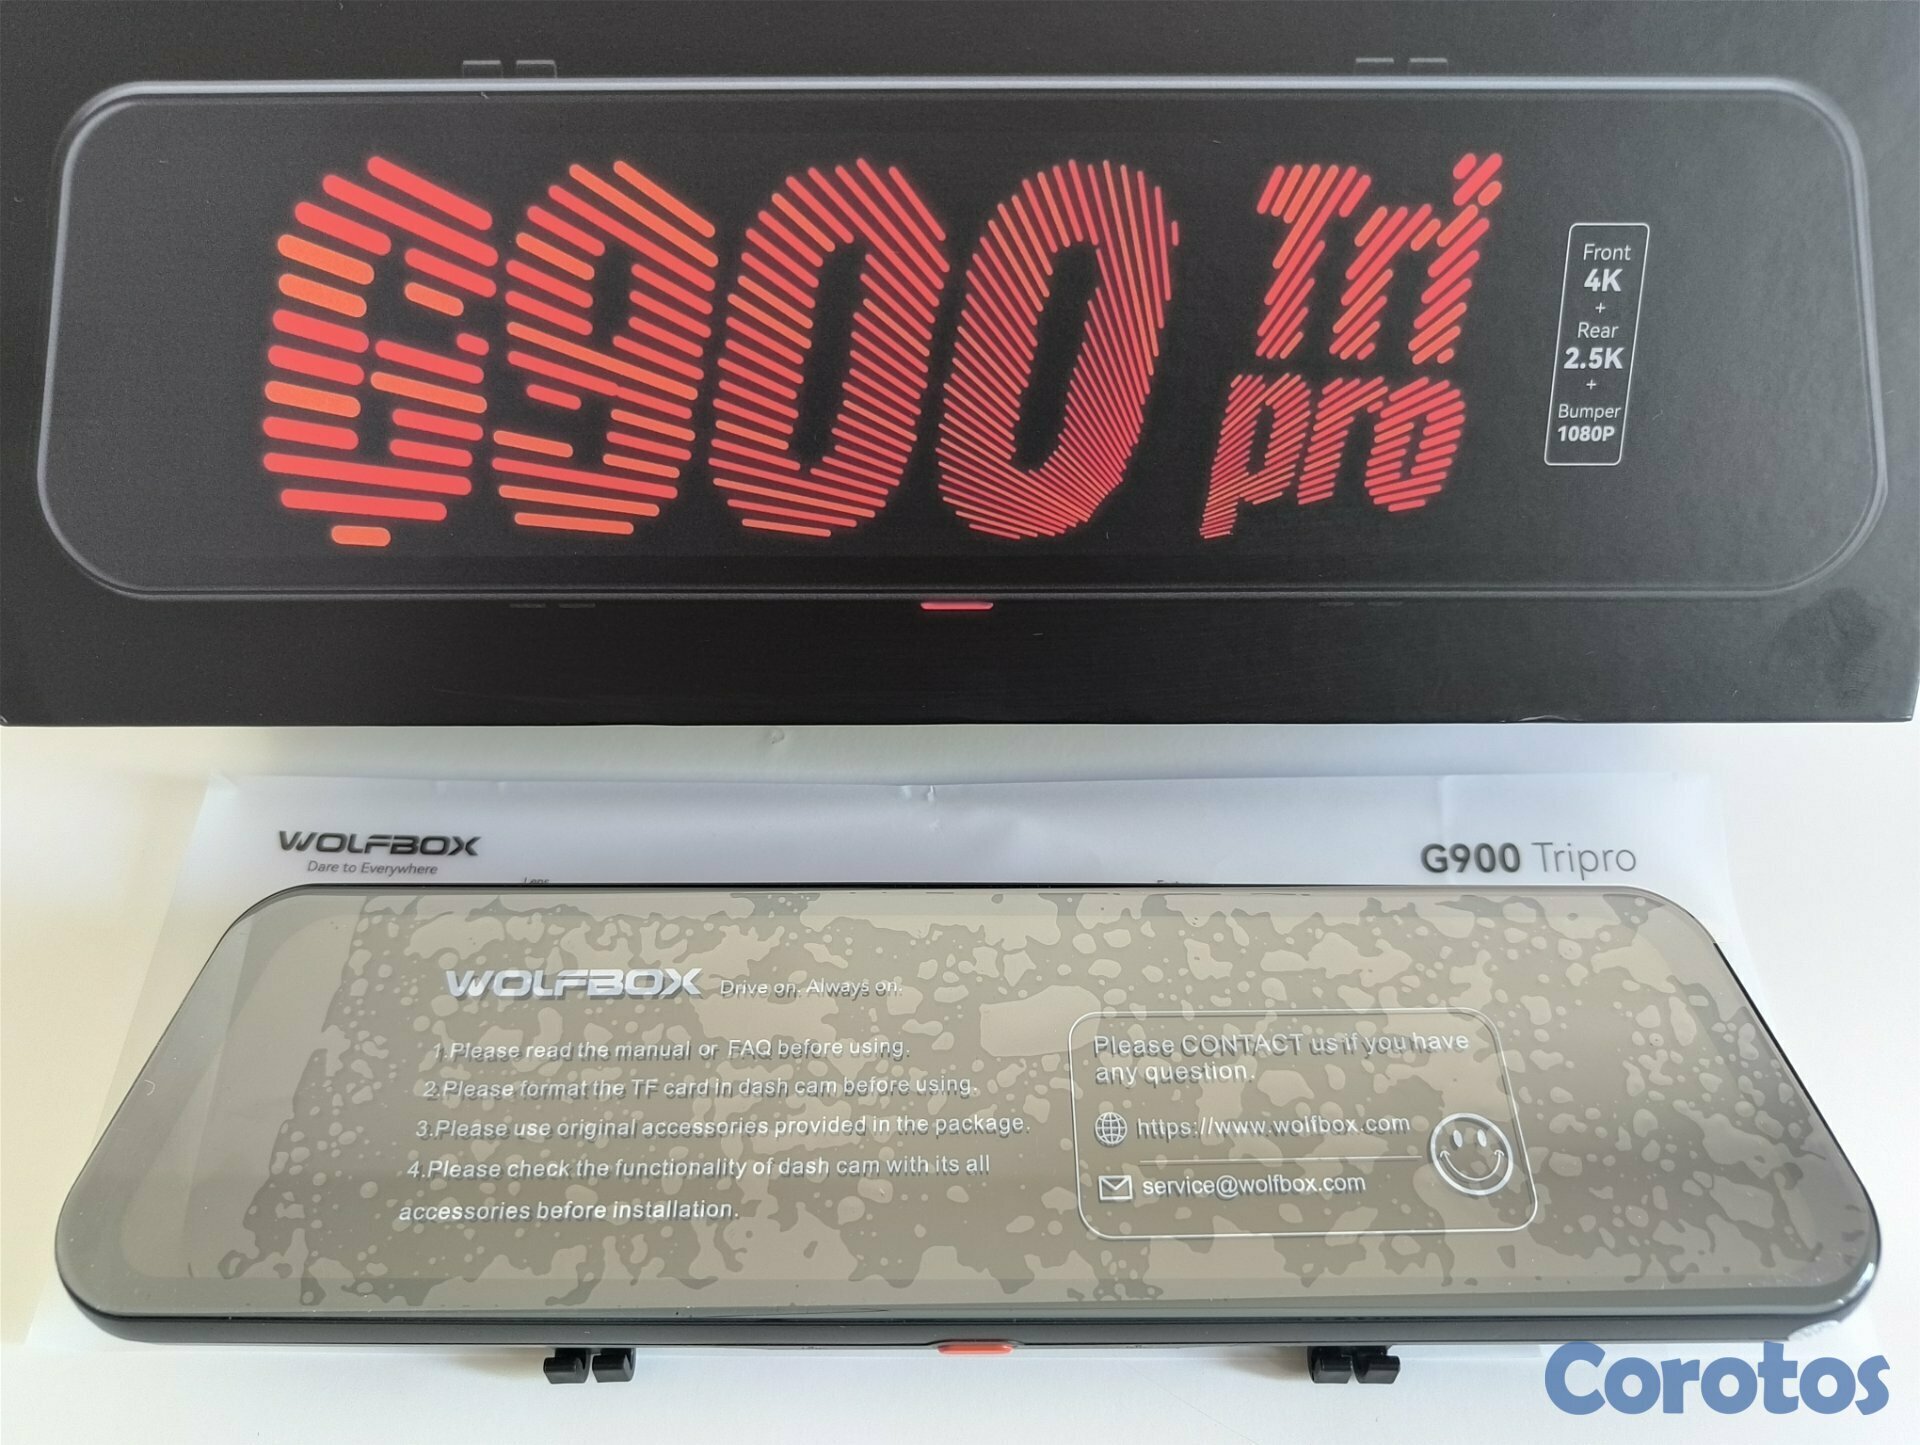 G900 Tri
pro
Front
4K
+
Rear
2.5K
+
Bumper
1080P
WOLFBOX
Dare to Everywhere
G900 Tripro
Lens
WOLFBOX Drive on. Always on.
1.Please read the manual or FAQ before using.
2.Please format the TF card in dash cam before using.
3.Please use original accessories provided in the package.
4.Please check the functionality of dash cam with its all
accessories before installation.
Please CONTACT us if you have
any question.
https://www.wolfbox.com
service@wolfbox.com
Corotos